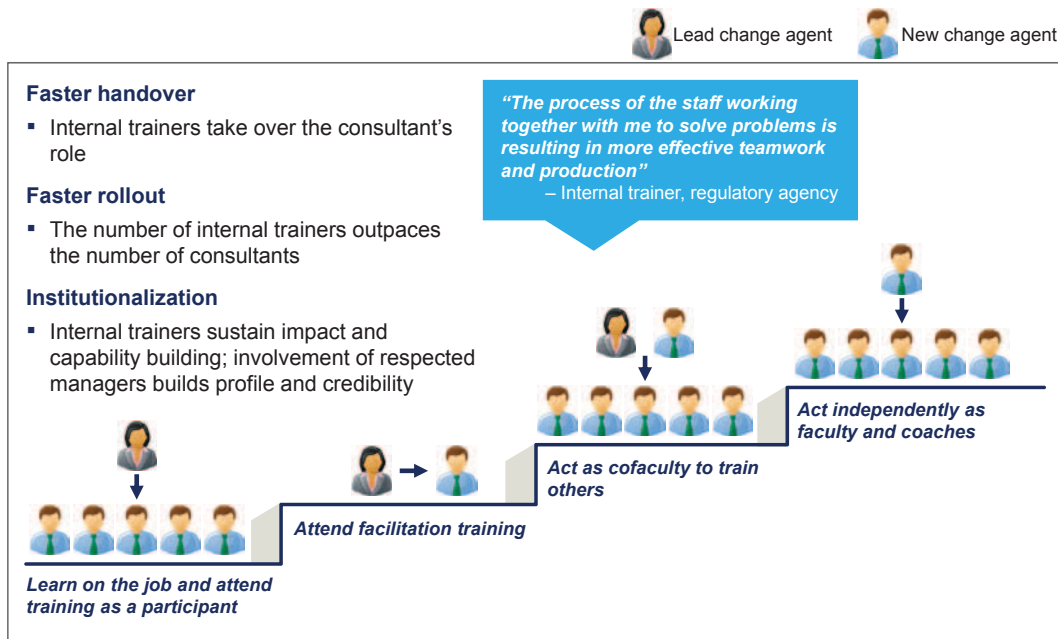 Lead change agent
New change agent
Faster handover
▪ Internal trainers take over the consultant’s
role
Faster rollout
▪ The number of internal trainers outpaces
the number of consultants
Institutionalization
▪ Internal trainers sustain impact and
capability building; involvement of respected
managers builds profile and credibility
“The process of the staff working
together with me to solve problems is
resulting in more effective teamwork
and production”
– Internal trainer, regulatory agency
Learn on the job and attend
training as a participant
Attend facilitation training
Act as cofaculty to train
others
Act independently as
faculty and coaches